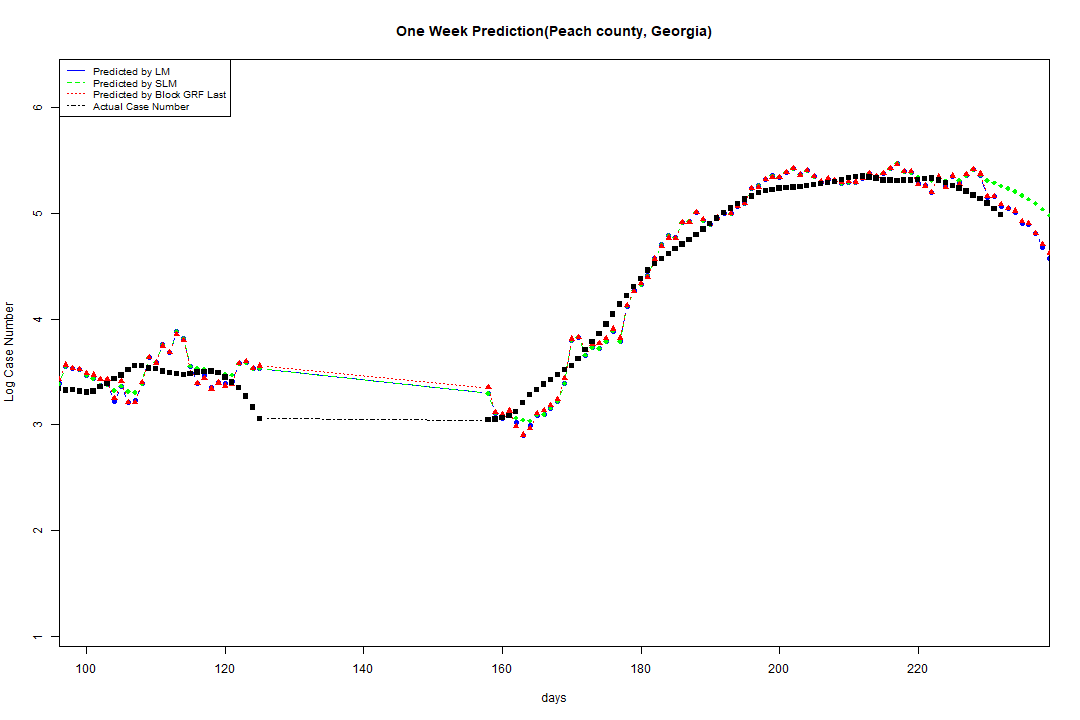 One Week Prediction(Peach county, Georgia)
Predicted by LM
Predicted by SLM
Predicted by Block GRF Last
Actual Case Number
6
5
4
3
2
1
Log Case Number
100 120 140 160 180 200 220
days